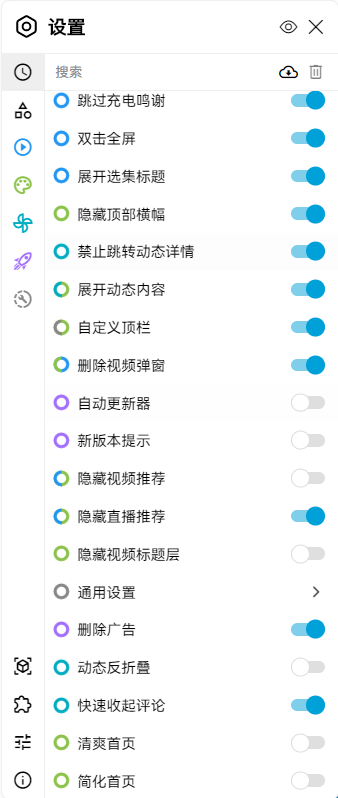 设置
搜索
跳过充电鸣谢
双击全屏
展开选集标题
隐藏顶部横幅
禁止跳转动态详情
展开动态内容
自定义顶栏
删除视频弹窗
自动更新器
新版本提示
隐藏视频推荐
隐藏直播推荐
隐藏视频标题层
通用设置
删除广告
动态反折叠
快速收起评论
清爽首页
简化首页